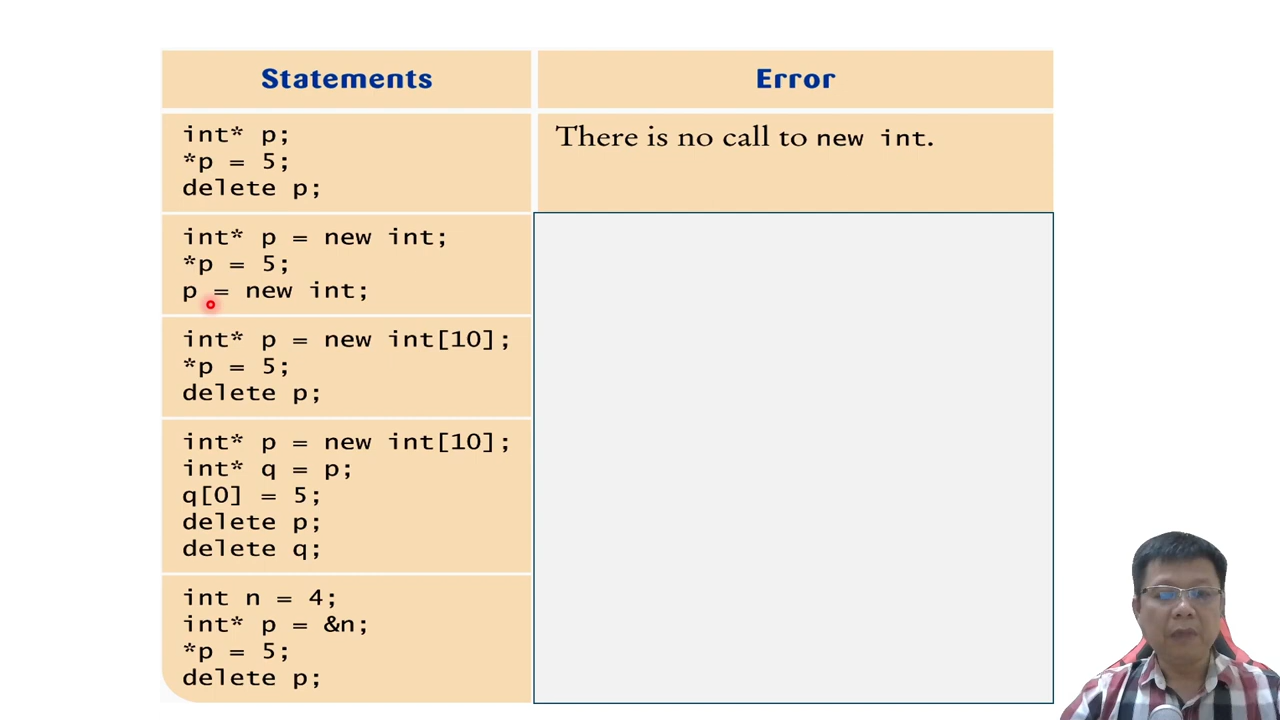 Statements
Error
int* p;
*p = 5;
delete p;
There is no call to new int.
int* p = new int;
*p = 5;
p = new int;
int* p = new int[10];
*p = 5;
delete p;
int* p = new int[10];
int* q = p;
q[0] = 5;
delete p;
delete q;
int n = 4;
int* p = &n;
*p = 5;
delete p;